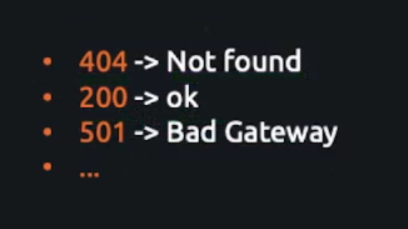 • 404 -> Not found
• 200 -> ok
• 501 -> Bad Gateway
• ...